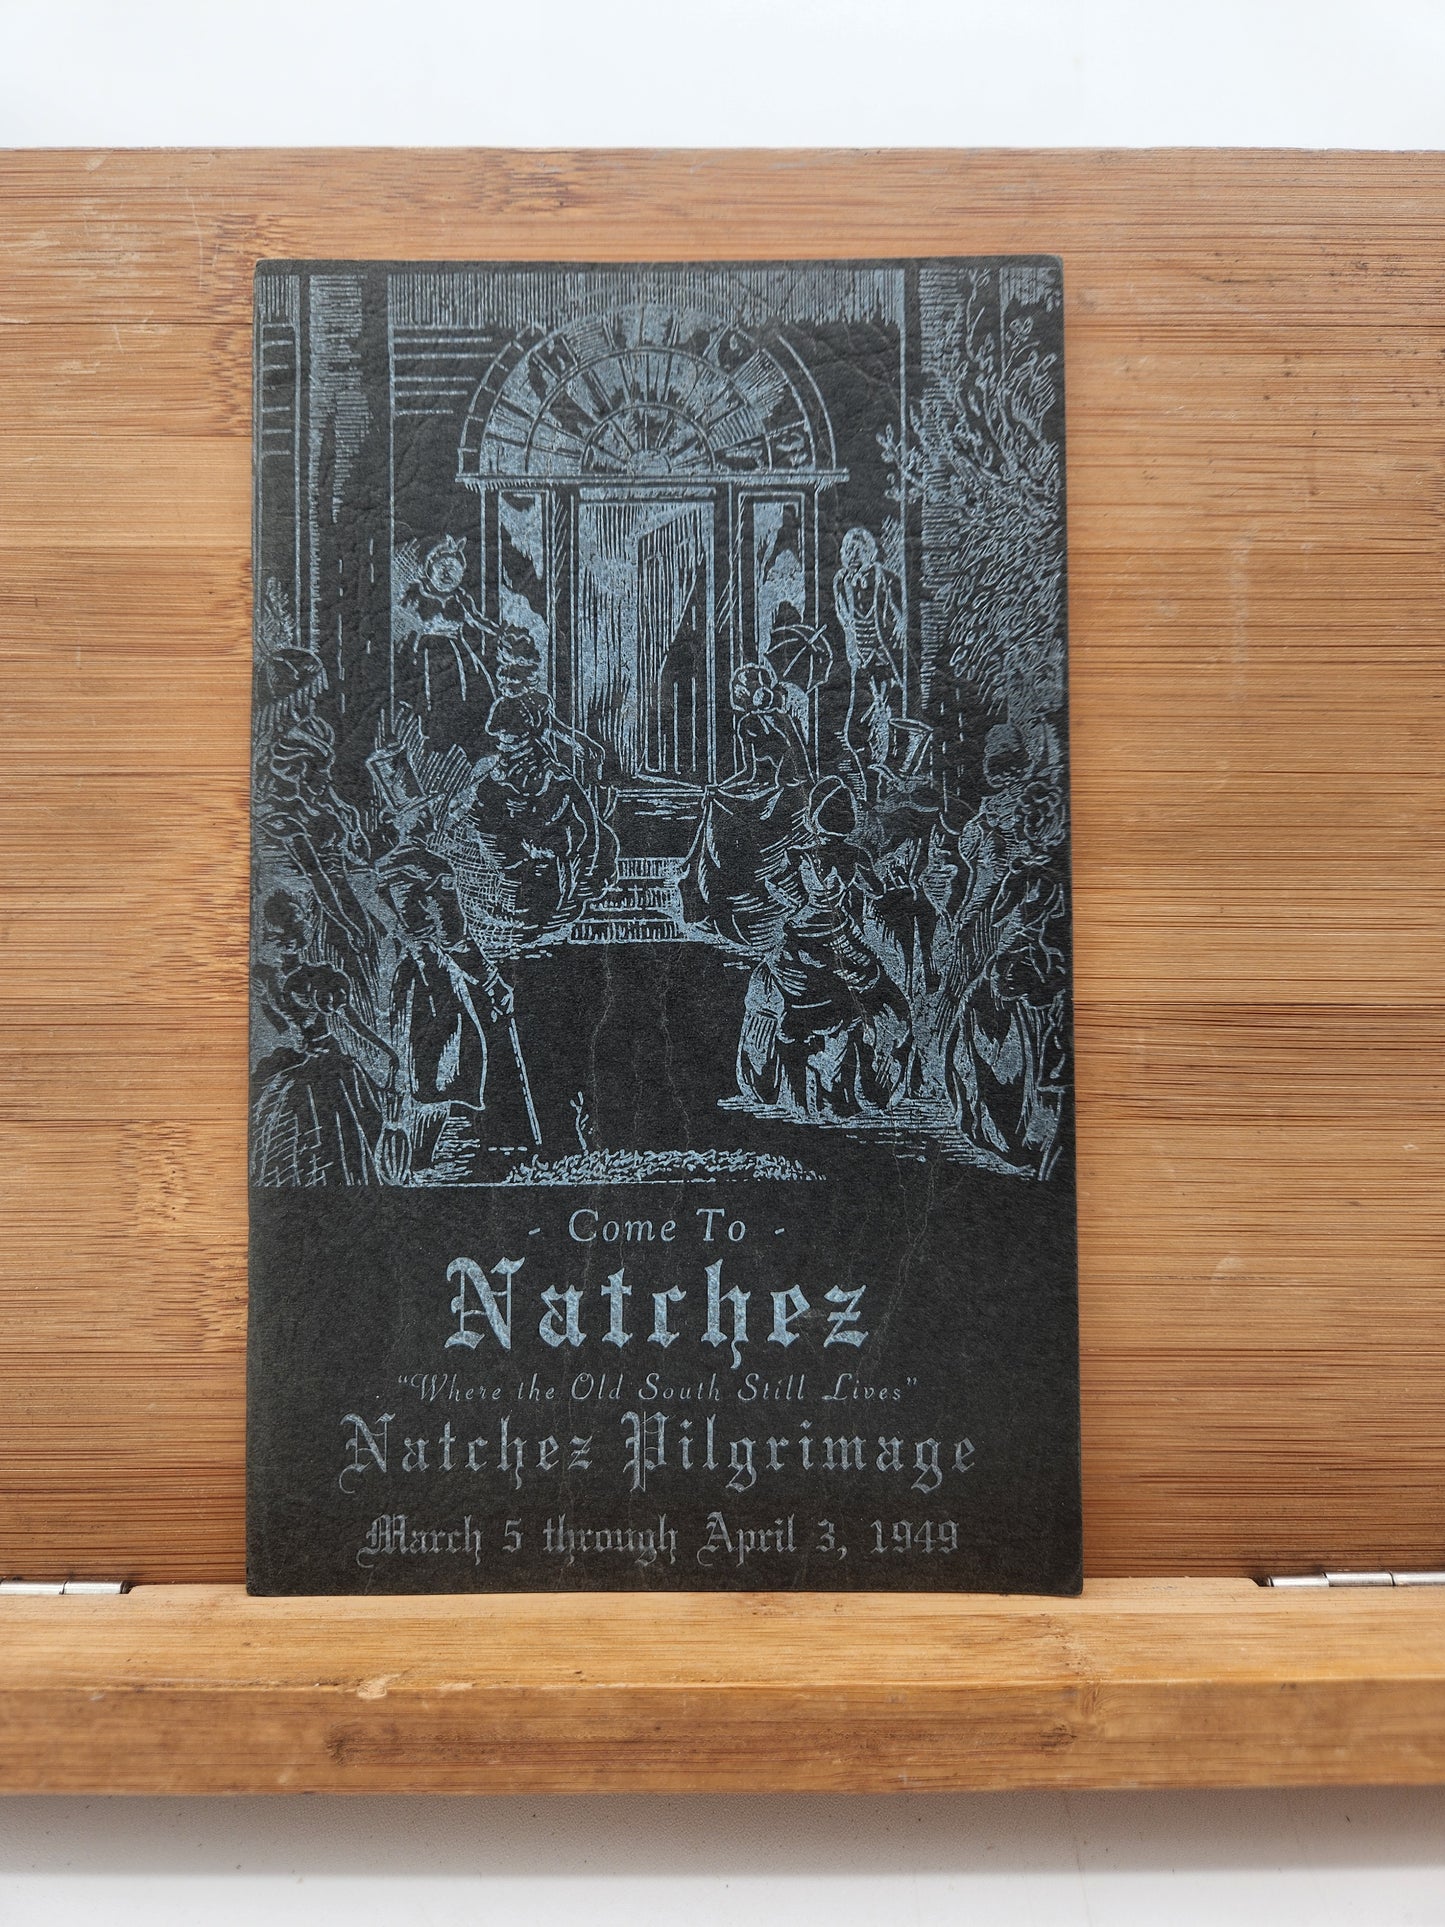 - Come To -
Natchez
"Where the Old South Still Lives"
Natchez Pilgrimage
March 5 through April 3, 1949